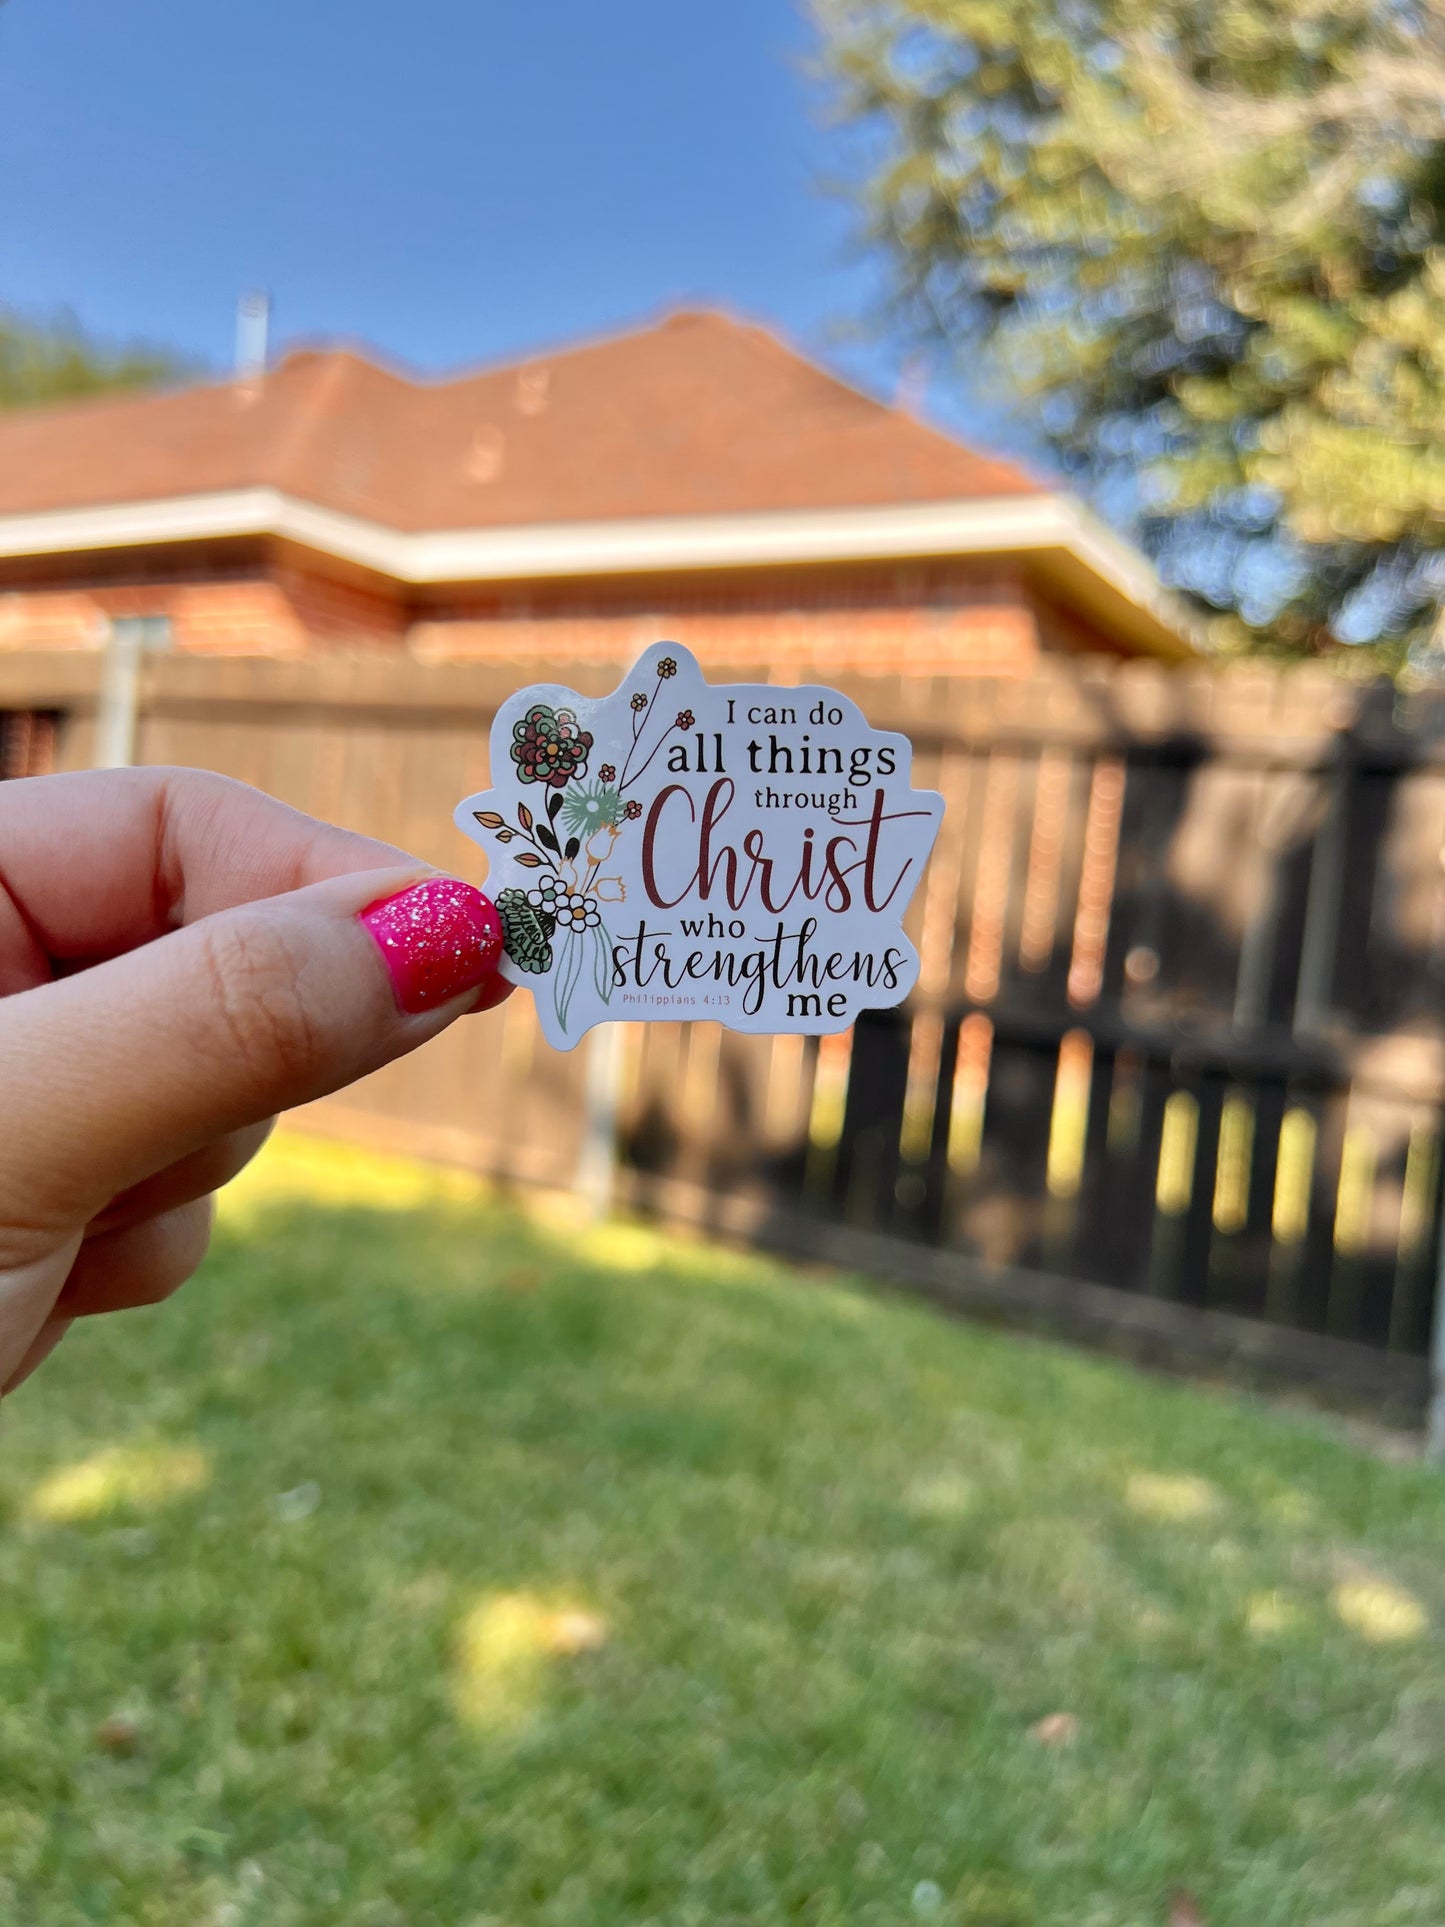 I can do
all things
through
Christ
who
strengthens
Philippians 4:13
me